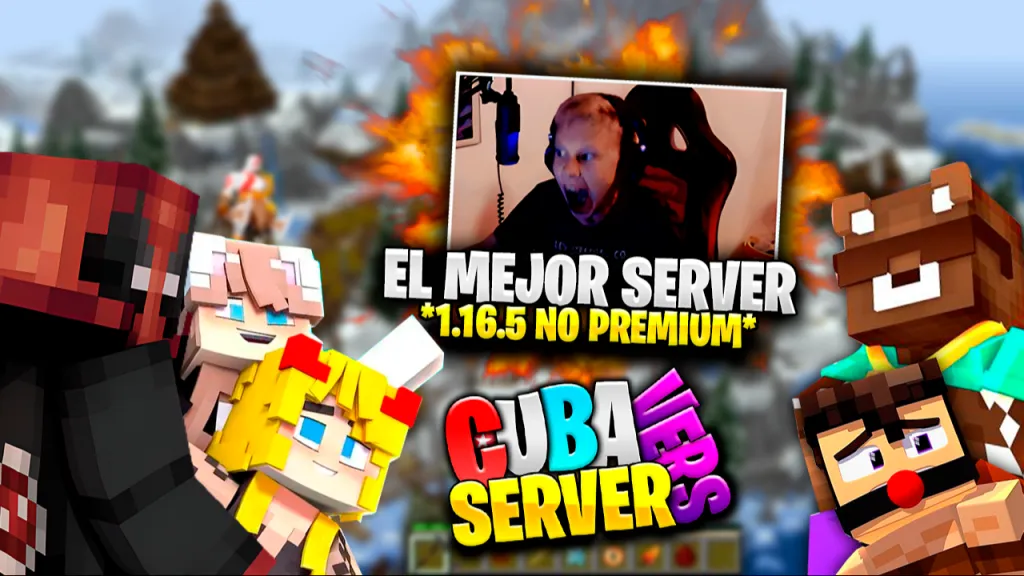 EL MEJOR SERVER
*1.16.5 NO PREMIUM*
CUBA
VERS
SERVER